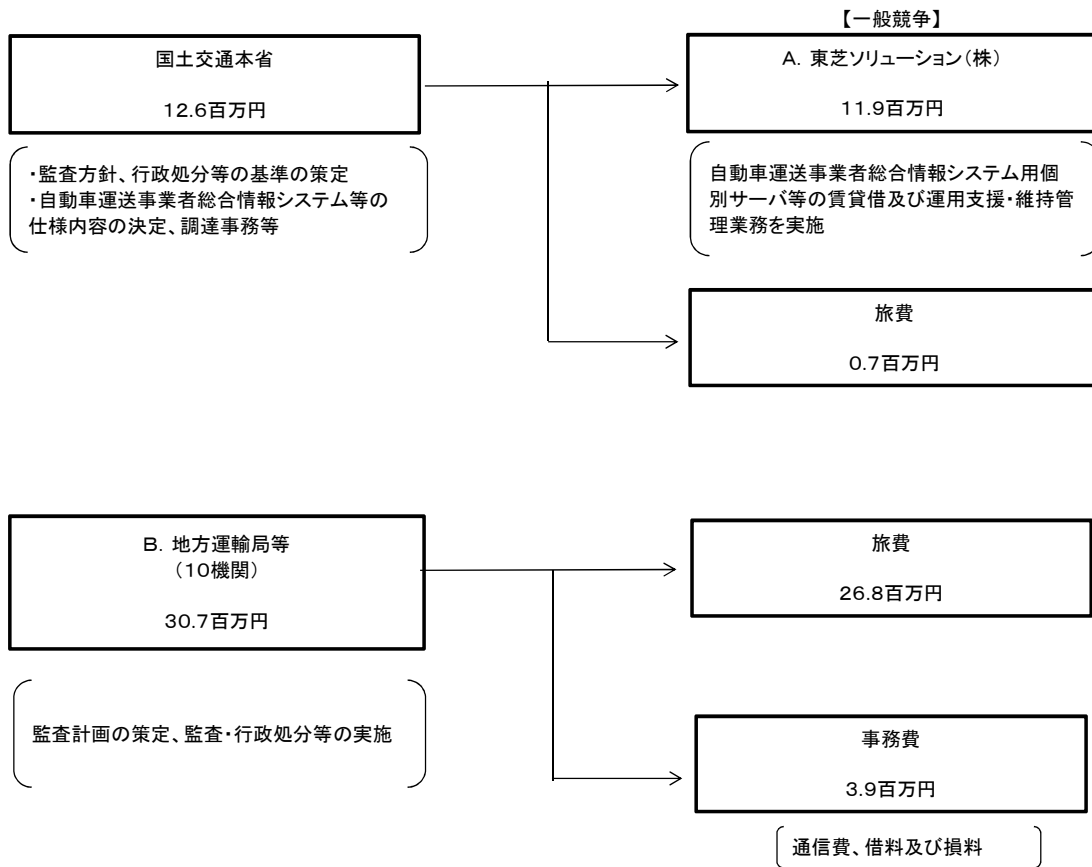 【一般競争】
国土交通本省
12.6百万円
A. 東芝ソリューション(株)
11.9百万円
・監査方針、行政処分等の基準の策定
・自動車運送事業者総合情報システム等の
仕様内容の決定、調達事務等
自動車運送事業者総合情報システム用個
別サーバ等の賃貸借及び運用支援・維持管
理業務を実施
旅費
0.7百万円
B. 地方運輸局等
(10機関)
30.7百万円
旅費
26.8百万円
監査計画の策定、監査・行政処分等の実施
事務費
3.9百万円
通信費、借料及び損料